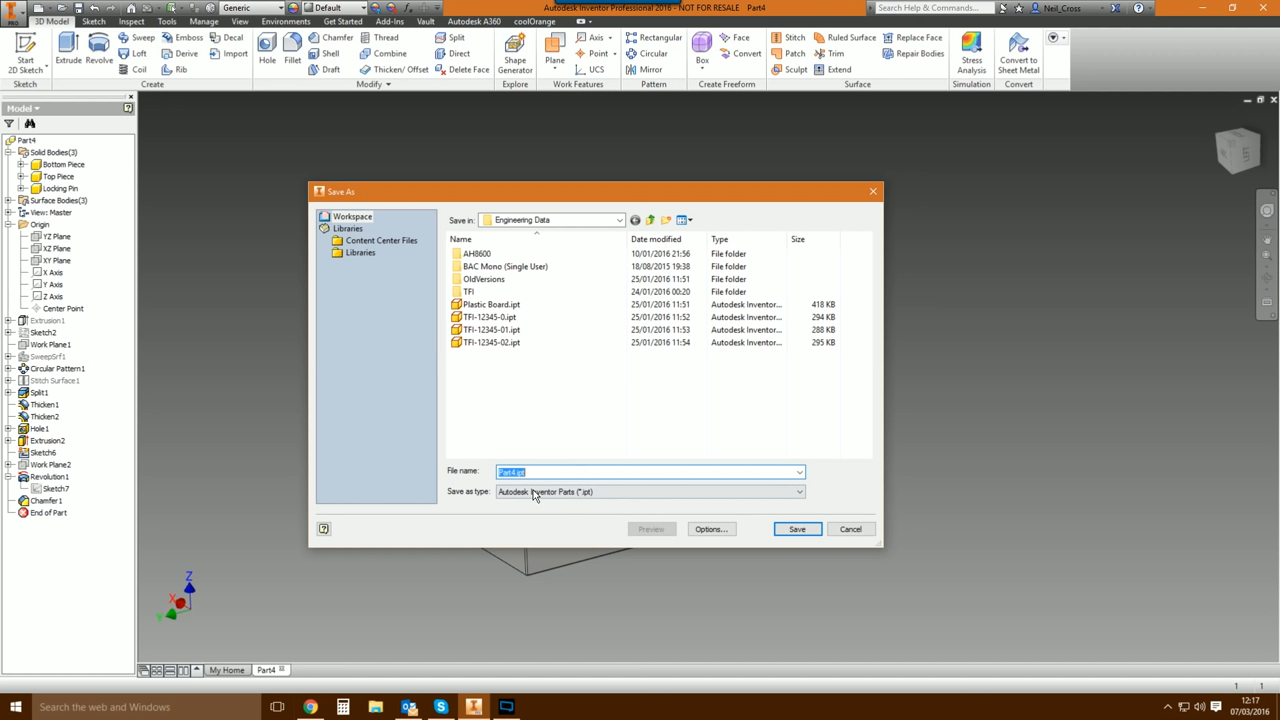 Generic
Default
Autodesk Inventor Professional 2016 - NOT FOR RESALE Part4
Search Help & Commands...
Neil_Cross
PRO
3D Model Sketch Inspect Tools Manage View Environments Get Started Add-Ins Vault Autodesk A360 coolOrange
Start
2D Sketch
Extrude
Revolve
Sweep
Loft
Coil
Emboss
Derive
Rib
Decal
Import
Hole
Fillet
Chamfer
Shell
Draft
Thread
Combine
Thicken/ Offset
Split
Direct
Delete Face
Shape
Generator
Plane
Axis
Point
UCS
Rectangular
Circular
Mirror
Box
Face
Convert
Stitch
Patch
Sculpt
Ruled Surface
Trim
Extend
Replace Face
Repair Bodies
Stress
Analysis
Convert to
Sheet Metal
Sketch Create Modify Explore Work Features Pattern Create Freeform Surface Simulation Convert
Model
Part4
Solid Bodies(3)
Bottom Piece
Top Piece
Locking Pin
Surface Bodies(3)
View: Master
Origin
YZ Plane
XZ Plane
XY Plane
X Axis
Y Axis
Z Axis
Center Point
Extrusion1
Sketch2
Work Plane1
SweepSrf1
Circular Pattern1
Stitch Surface1
Split1
Thicken1
Thicken2
Hole1
Extrusion2
Sketch6
Work Plane2
Revolution1
Sketch7
Chamfer1
End of Part
LEFT
Save As
Workspace
Libraries
Content Center Files
Libraries
Save in: Engineering Data
Name Date modified Type Size
AH8600 10/01/2016 21:56 File folder
BAC Mono (Single User) 18/08/2015 19:38 File folder
OldVersions 25/01/2016 11:51 File folder
TFI 24/01/2016 00:20 File folder
Plastic Board.ipt 25/01/2016 11:51 Autodesk Inventor... 418 KB
TFI-12345-0.ipt 25/01/2016 11:52 Autodesk Inventor... 294 KB
TFI-12345-01.ipt 25/01/2016 11:53 Autodesk Inventor... 288 KB
TFI-12345-02.ipt 25/01/2016 11:54 Autodesk Inventor... 295 KB
File name: Part4.ipt
Save as type: Autodesk Inventor Parts (*.ipt)
Preview Options... Save Cancel
Z
X
Y
My Home Part4
1 1
Search the web and Windows
12:17
07/03/2016